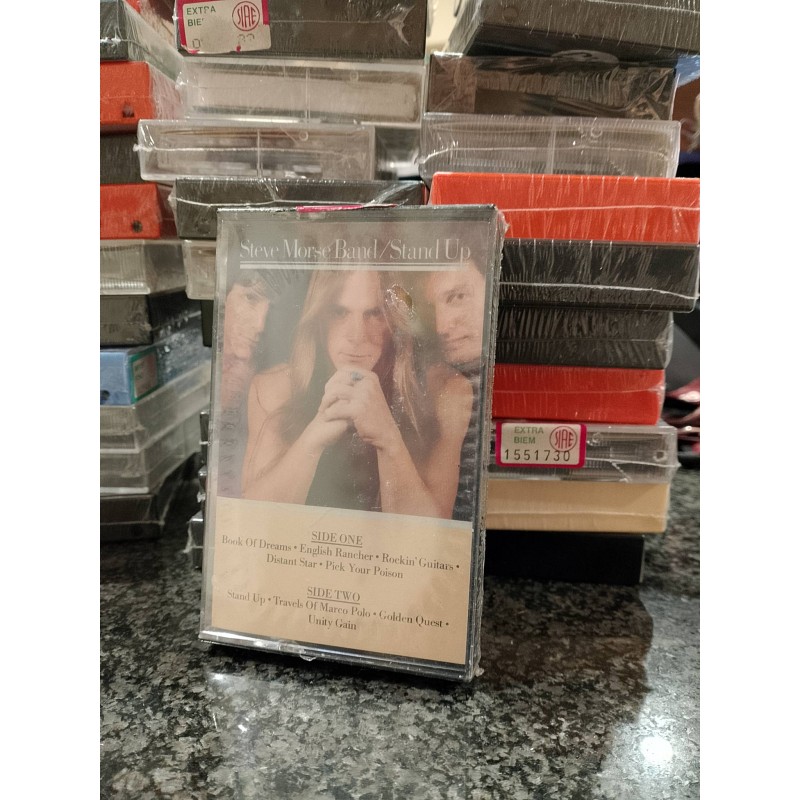 EXTRA
BIE
SIAE
Steve Morse Band/Stand Up
EXTRA
BIEM
SIAE
1551730
SIDE ONE
Book Of Dreams • English Rancher • Rockin' Guitars •
Distant Star • Pick Your Poison
SIDE TWO
Stand Up • Travels Of Marco Polo • Golden Quest •
Unity Gain